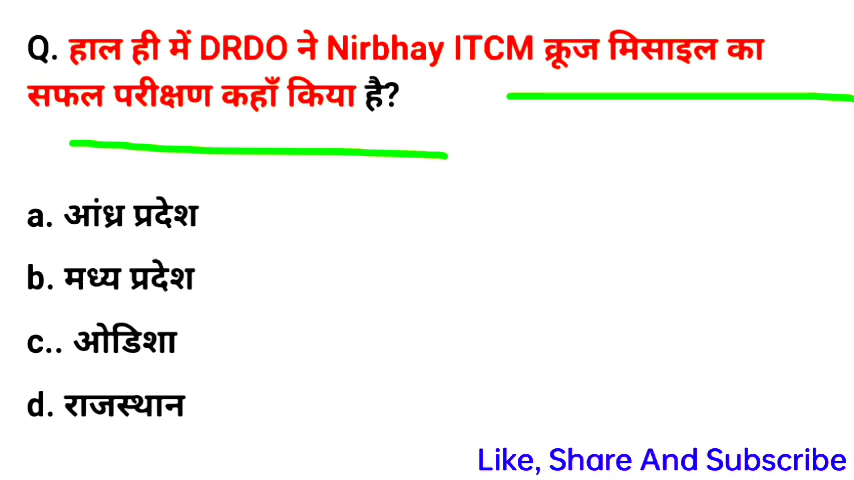 Q. हाल ही में DRDO ने Nirbhay ITCM क्रूज मिसाइल का
सफल परीक्षण कहाँ किया है?
a. आंध्र प्रदेश
b. मध्य प्रदेश
c.. ओडिशा
d. राजस्थान
Like, Share And Subscribe